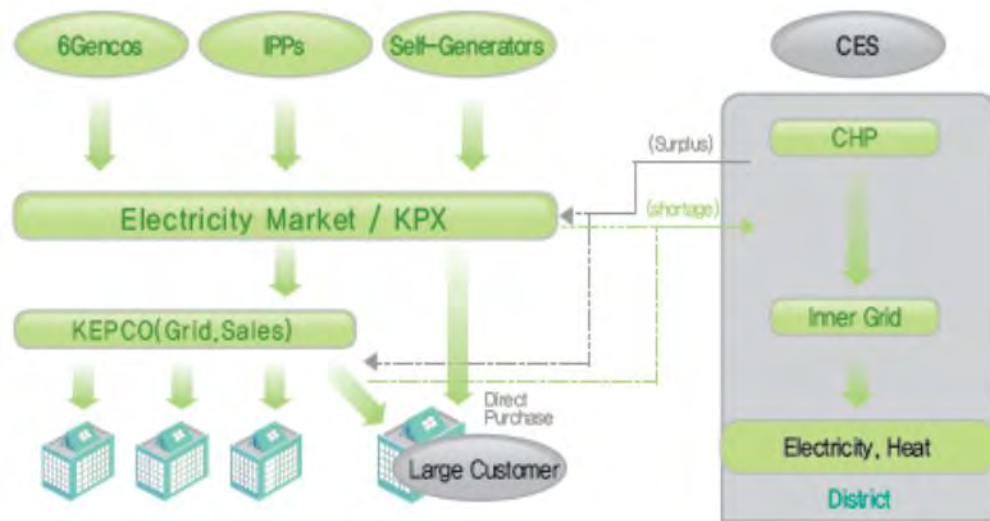 6Gencos
IPPs
Self-Generators
CES
CHP
(Surplus)
(shortage)
Electricity Market / KPX
Inner Grid
KEPCO(Grid,Sales)
Direct
Purchase
Large Customer
Electricity, Heat
District